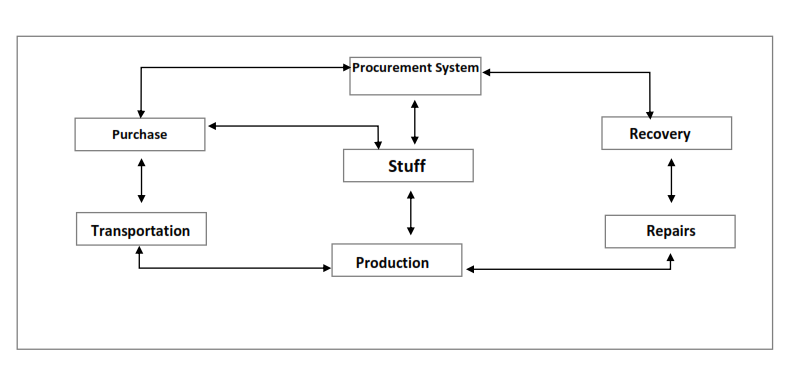 Procurement System
Purchase
Recovery
Stuff
Transportation
Repairs
Production